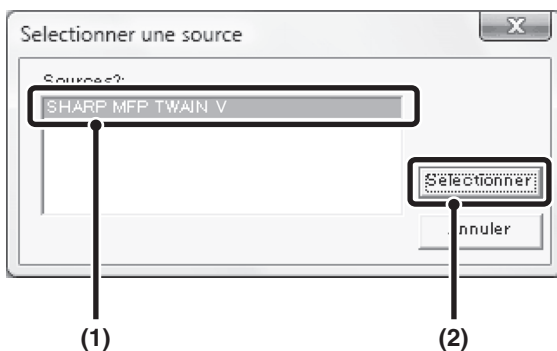 Selectionner une source
Sources?:
SHARP MFP TWAIN V
Sélectionner
Annuler
(1)
(2)